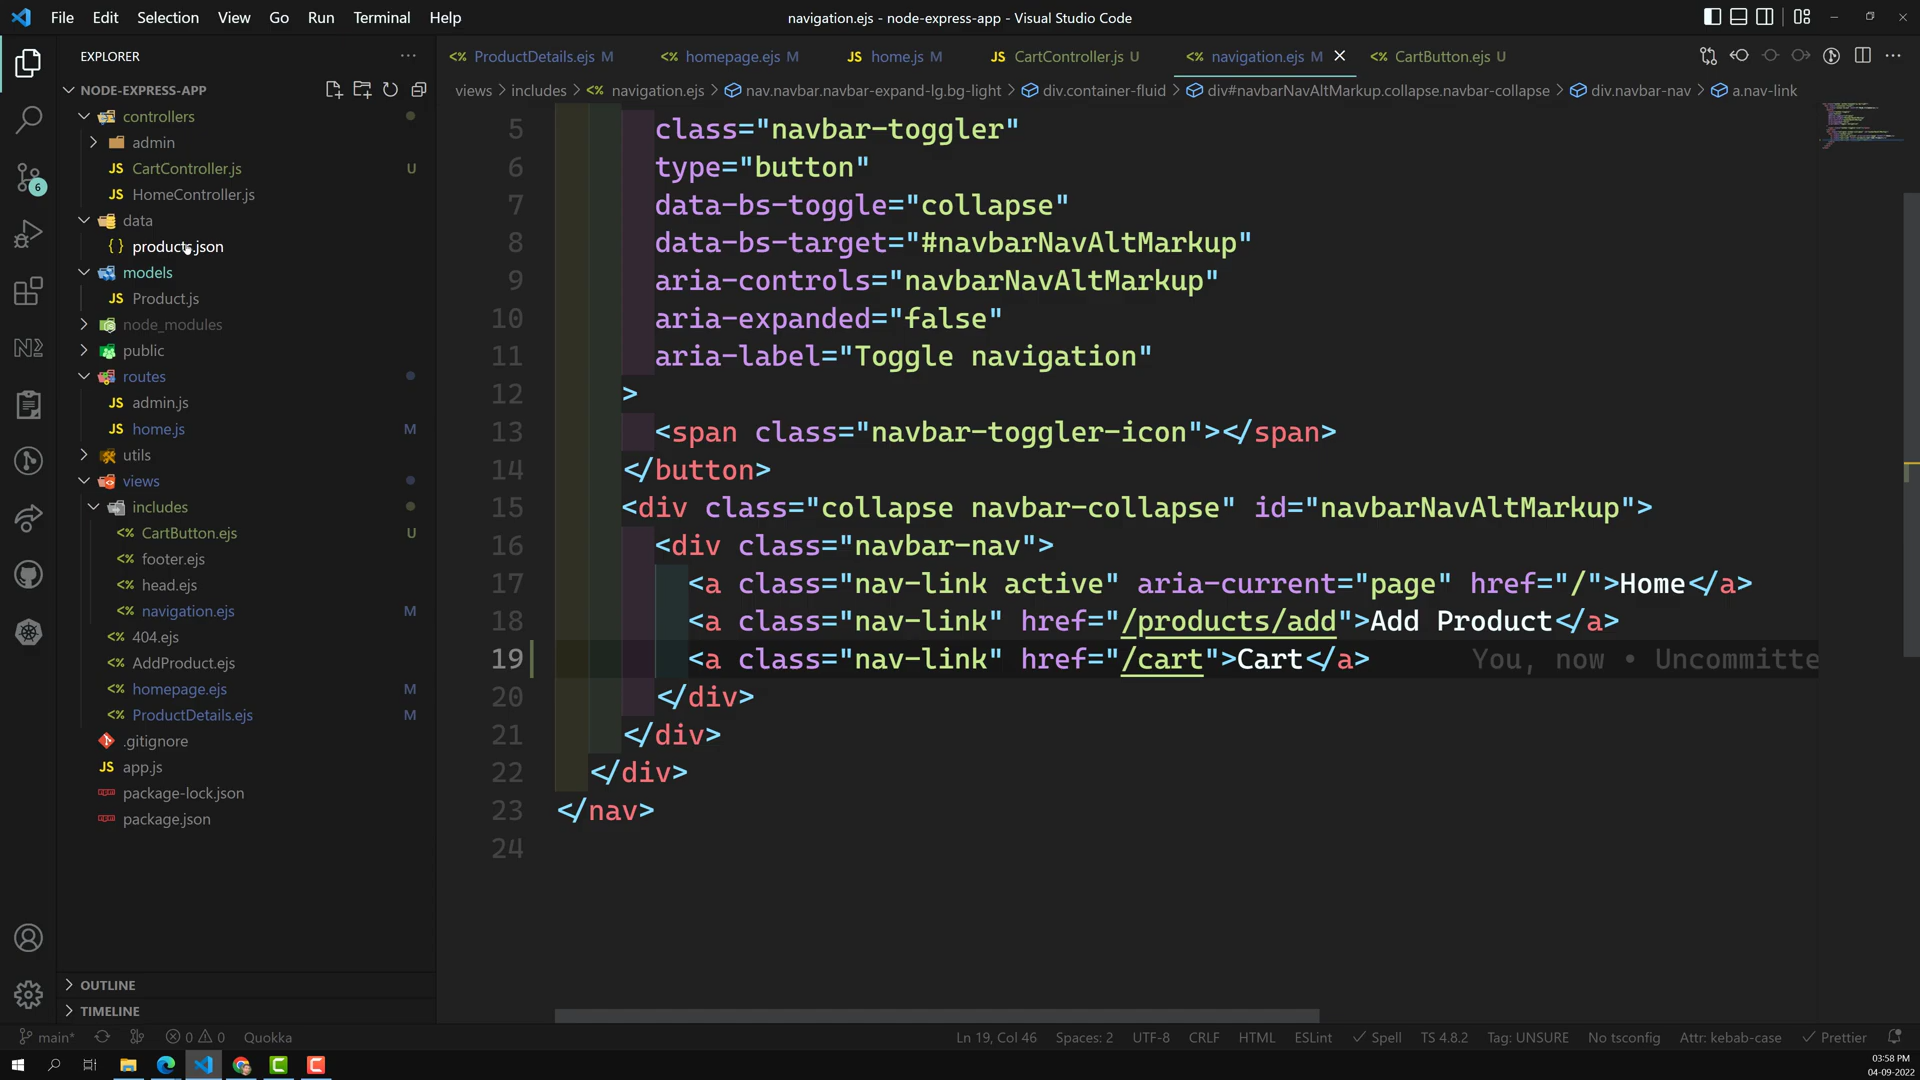 File Edit Selection View Go Run Terminal Help
navigation.ejs - node-express-app - Visual Studio Code
EXPLORER
NODE-EXPRESS-APP
controllers
admin
JS CartController.js U
JS HomeController.js
data
{} products.json
models
JS Product.js
node_modules
public
routes
JS admin.js
JS home.js M
utils
views
includes
<% CartButton.ejs U
<% footer.ejs
<% head.ejs
<% navigation.ejs M
<% 404.ejs
<% AddProduct.ejs
<% homepage.ejs M
<% ProductDetails.ejs M
.gitignore
JS app.js
package-lock.json
package.json
OUTLINE
TIMELINE
6
<% ProductDetails.ejs M <% homepage.ejs M JS home.js M JS CartController.js U <% navigation.ejs M <% CartButton.ejs U
views > includes > <% navigation.ejs > nav.navbar.navbar-expand-lg.bg-light > div.container-fluid > div#navbarNavAltMarkup.collapse.navbar-collapse > div.navbar-nav > a.nav-link
5 class="navbar-toggler"
6 type="button"
7 data-bs-toggle="collapse"
8 data-bs-target="#navbarNavAltMarkup"
9 aria-controls="navbarNavAltMarkup"
10 aria-expanded="false"
11 aria-label="Toggle navigation"
12 >
13 <span class="navbar-toggler-icon"></span>
14 </button>
15 <div class="collapse navbar-collapse" id="navbarNavAltMarkup">
16 <div class="navbar-nav">
17 <a class="nav-link active" aria-current="page" href="/">Home</a>
18 <a class="nav-link" href="/products/add">Add Product</a>
19 <a class="nav-link" href="/cart">Cart</a> You, now • Uncommitte
20 </div>
21 </div>
22 </div>
23 </nav>
24
main* 0 0 Quokka Ln 19, Col 46 Spaces: 2 UTF-8 CRLF HTML ESLint Spell TS 4.8.2 Tag: UNSURE No tsconfig Attr: kebab-case Prettier
03:58 PM
04-09-2022